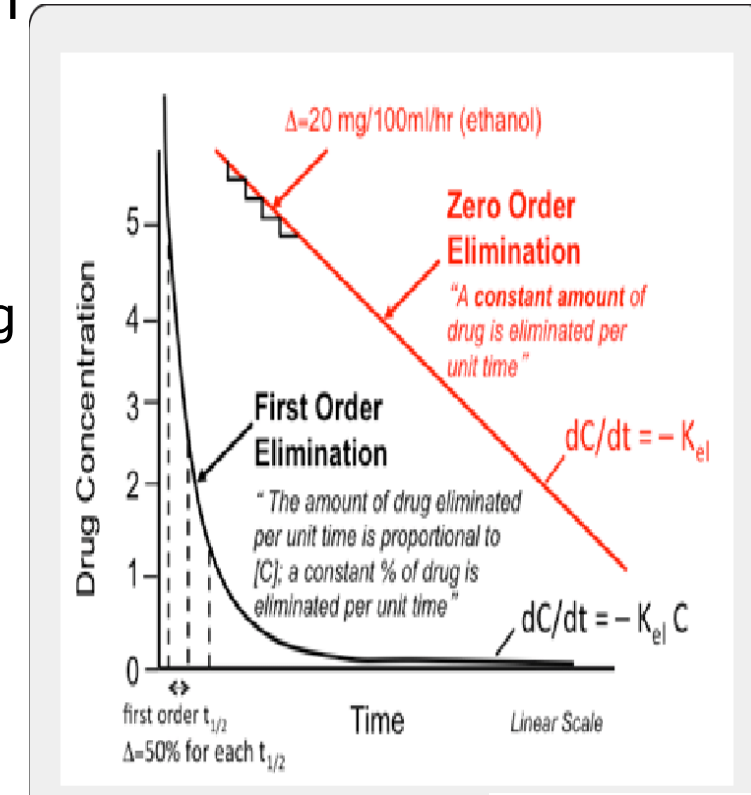 Δ=20 mg/100ml/hr (ethanol)
Zero Order
Elimination
“A constant amount of
drug is eliminated per
unit time”
dC/dt = – Kel
Drug Concentration
5
4
3
2
1
0
First Order
Elimination
“ The amount of drug eliminated
per unit time is proportional to
[C]; a constant % of drug is
eliminated per unit time”
dC/dt = – Kel C
first order t1/2
Δ=50% for each t1/2
Time
Linear Scale
g